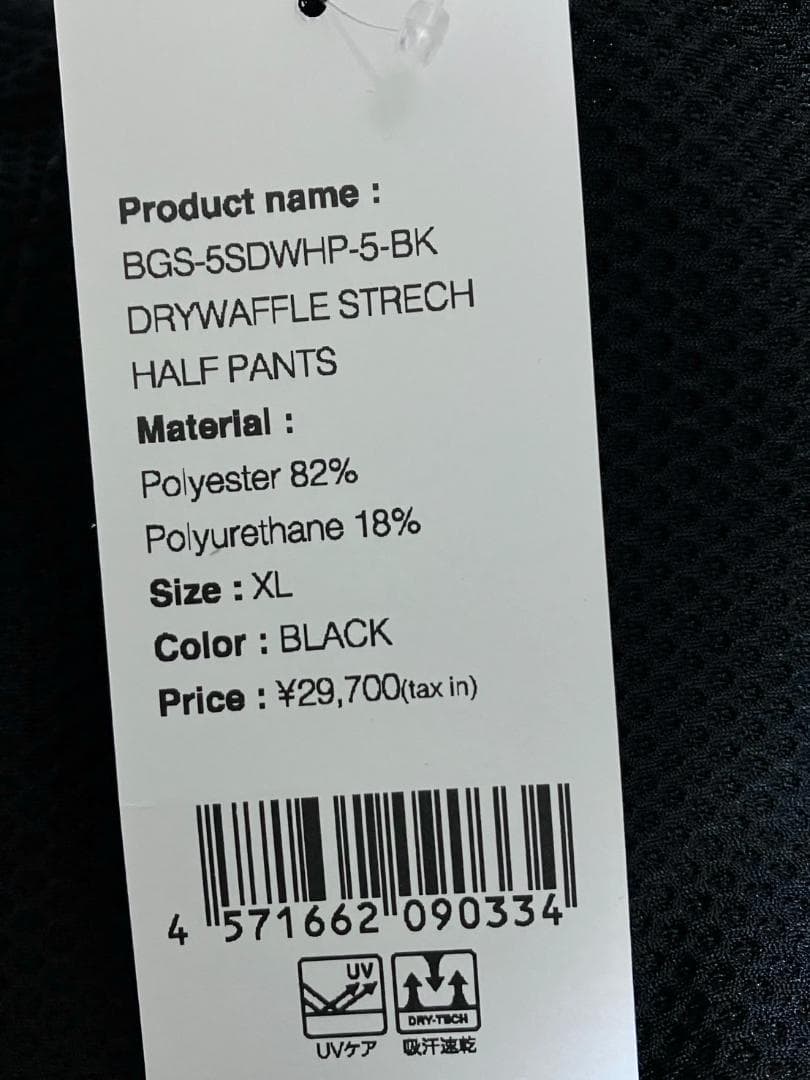 Product name :
BGS-5SDWHP-5-BK
DRYWAFFLE STRECH
HALF PANTS
Material :
Polyester 82%
Polyurethane 18%
Size : XL
Color : BLACK
Price : ¥29,700(tax in)
4 571662 090334
UV DRY-TECH
UVケア 吸汗速乾